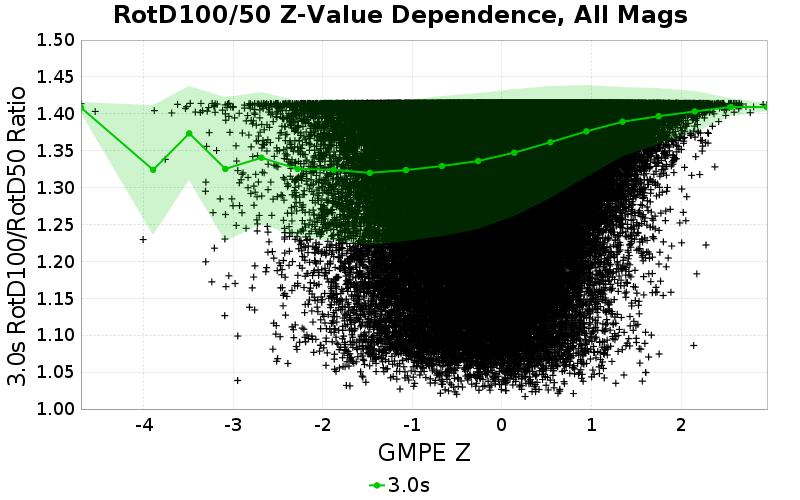 RotD100/50 Z-Value Dependence, All Mags
3.0s RotD100/RotD50 Ratio
1.50
1.45
1.40
1.35
1.30
1.25
1.20
1.15
1.10
1.05
1.00
-4 -3 -2 -1 0 1 2
GMPE Z
3.0s